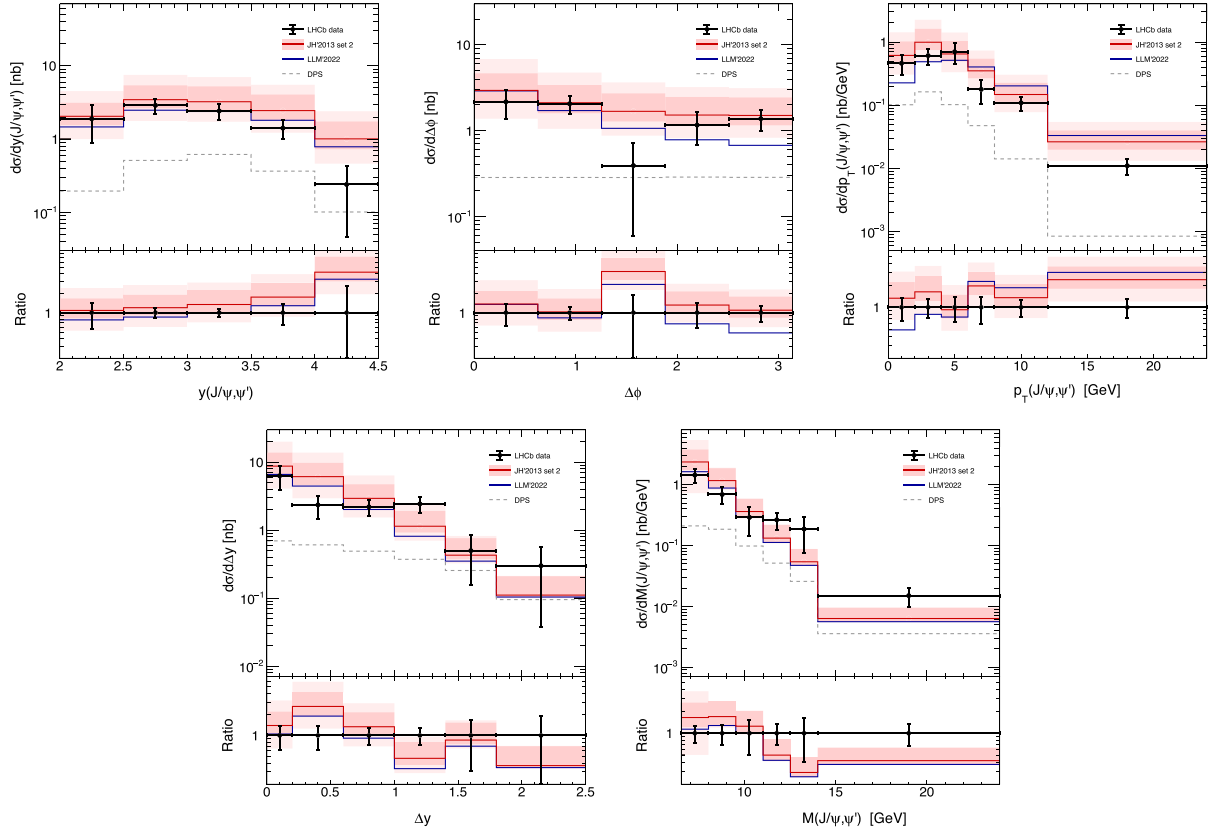 dσ/dy(J/ψ,ψ') [nb]
10
1
10⁻¹
LHCb data
JH'2013 set 2
LLM'2022
DPS
Ratio
1
2 2.5 3 3.5 4 4.5
y(J/ψ,ψ')
dσ/dΔϕ [nb]
10
1
10⁻¹
LHCb data
JH'2013 set 2
LLM'2022
DPS
Ratio
1
0 1 2 3
Δϕ
dσ/dp_T(J/ψ,ψ') [nb/GeV]
1
10⁻¹
10⁻²
10⁻³
LHCb data
JH'2013 set 2
LLM'2022
DPS
Ratio
1
0 5 10 15 20
p_T(J/ψ,ψ') [GeV]
dσ/dΔy [nb]
10
1
10⁻¹
10⁻²
LHCb data
JH'2013 set 2
LLM'2022
DPS
Ratio
1
0 0.5 1 1.5 2 2.5
Δy
dσ/dM(J/ψ,ψ') [nb/GeV]
10
1
10⁻¹
10⁻²
10⁻³
LHCb data
JH'2013 set 2
LLM'2022
DPS
Ratio
1
10 15 20
M(J/ψ,ψ') [GeV]